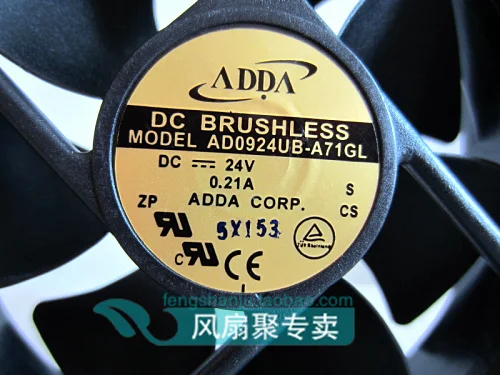 ADDA
DC BRUSHLESS
MODEL AD0924UB-A71GL
DC 24V
0.21A
S
ZP
ADDA CORP.
CS
5X153
c
CE
fengshanju.taobao.com
风扇聚专卖